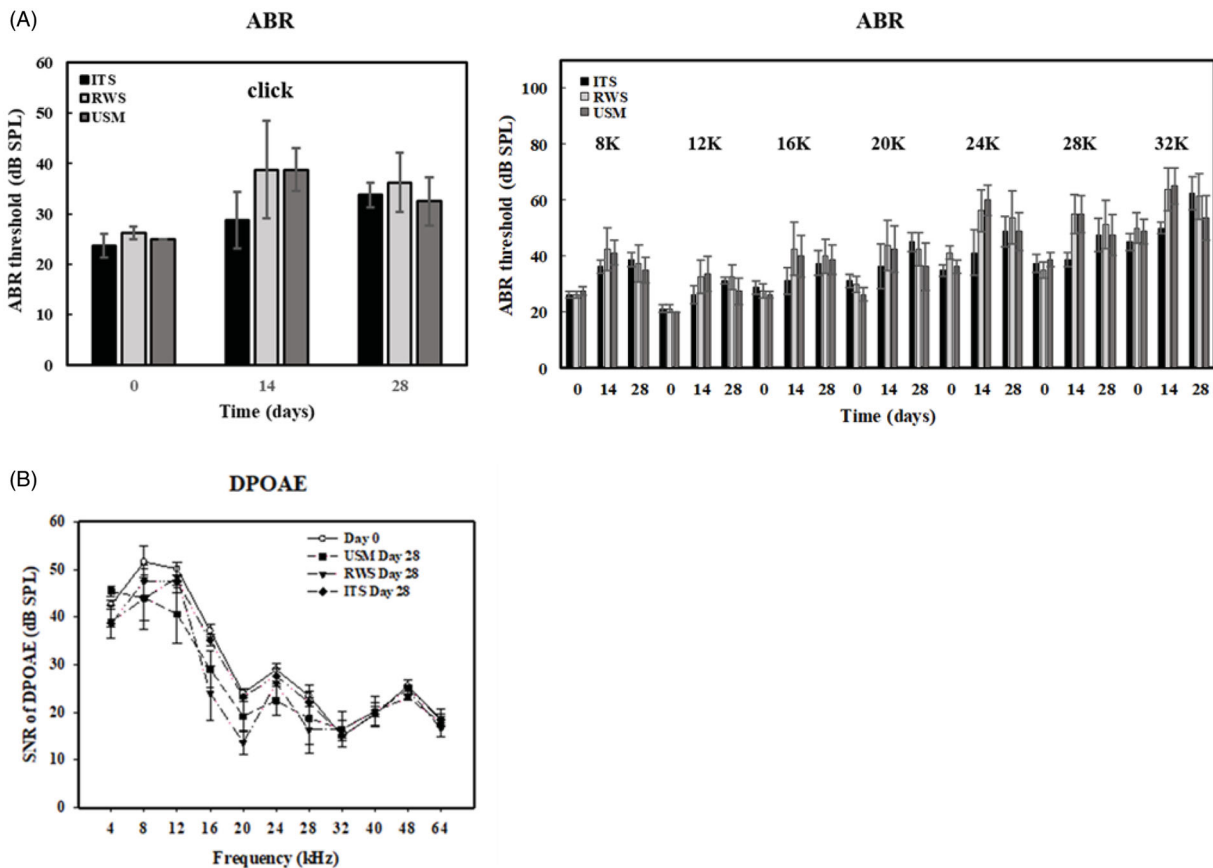 (A)
ABR
60
50
40
30
20
10
0
ABR threshold (dB SPL)
ITS
RWS
USM
click
0 14 28
Time (days)
ABR
100
80
60
40
20
0
ABR threshold (dB SPL)
ITS
RWS
USM
8K 12K 16K 20K 24K 28K 32K
0 14 28 0 14 28 0 14 28 0 14 28 0 14 28 0 14 28 0 14 28
Time (days)
(B)
DPOAE
60
50
40
30
20
10
0
SNR of DPOAE (dB SPL)
Day 0
USM Day 28
RWS Day 28
ITS Day 28
4 8 12 16 20 24 28 32 40 48 64
Frequency (kHz)